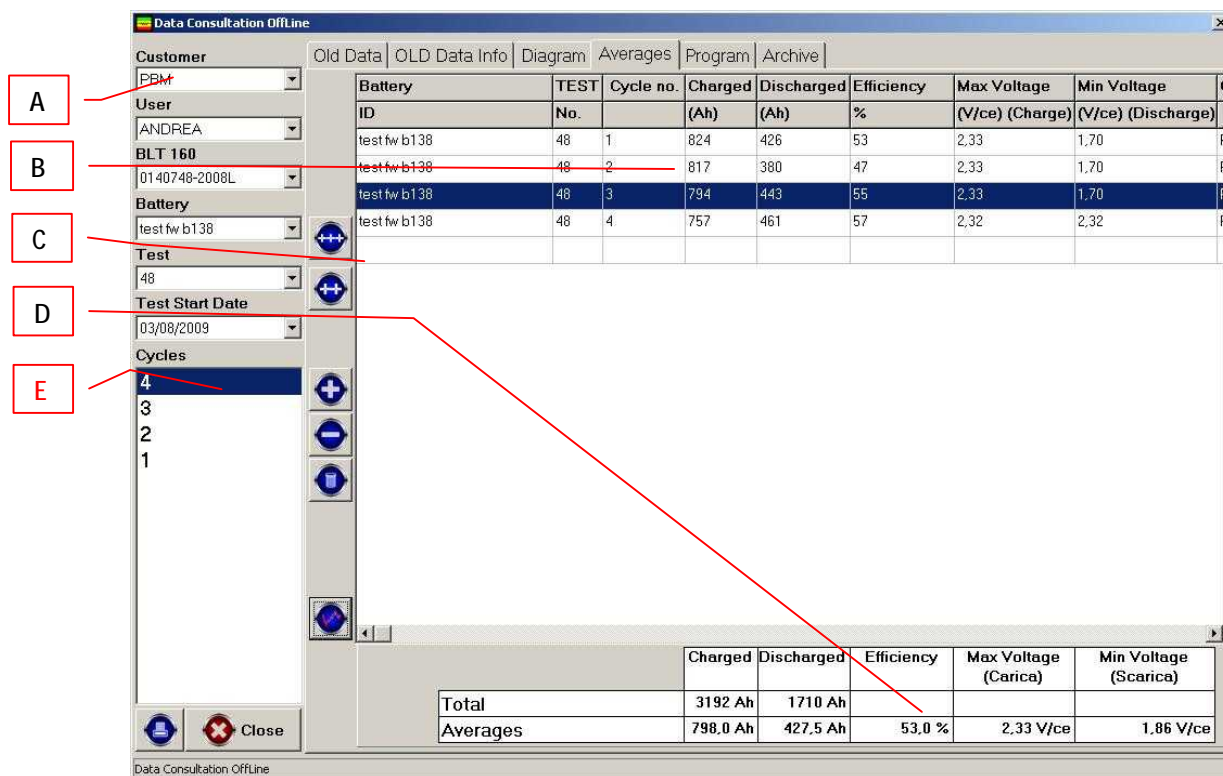 Data Consultation OffLine
A
B
C
D
E
Customer
PBM
User
ANDREA
BLT 160
0140748-2008L
Battery
test fw b138
Test
48
Test Start Date
03/08/2009
Cycles
4
3
2
1
Close
Old Data OLD Data Info Diagram Averages Program Archive
Battery TEST Cycle no. Charged Discharged Efficiency Max Voltage Min Voltage
ID No. (Ah) (Ah) % (V/ce) (Charge) (V/ce) (Discharge)
test fw b138 48 1 824 426 53 2,33 1,70
test fw b138 48 2 817 380 47 2,33 1,70
test fw b138 48 3 794 443 55 2,33 1,70
test fw b138 48 4 757 461 57 2,32 2,32
Charged Discharged Efficiency Max Voltage (Carica) Min Voltage (Scarica)
Total 3192 Ah 1710 Ah
Averages 798,0 Ah 427,5 Ah 53,0 % 2,33 V/ce 1,86 V/ce
Data Consultation OffLine